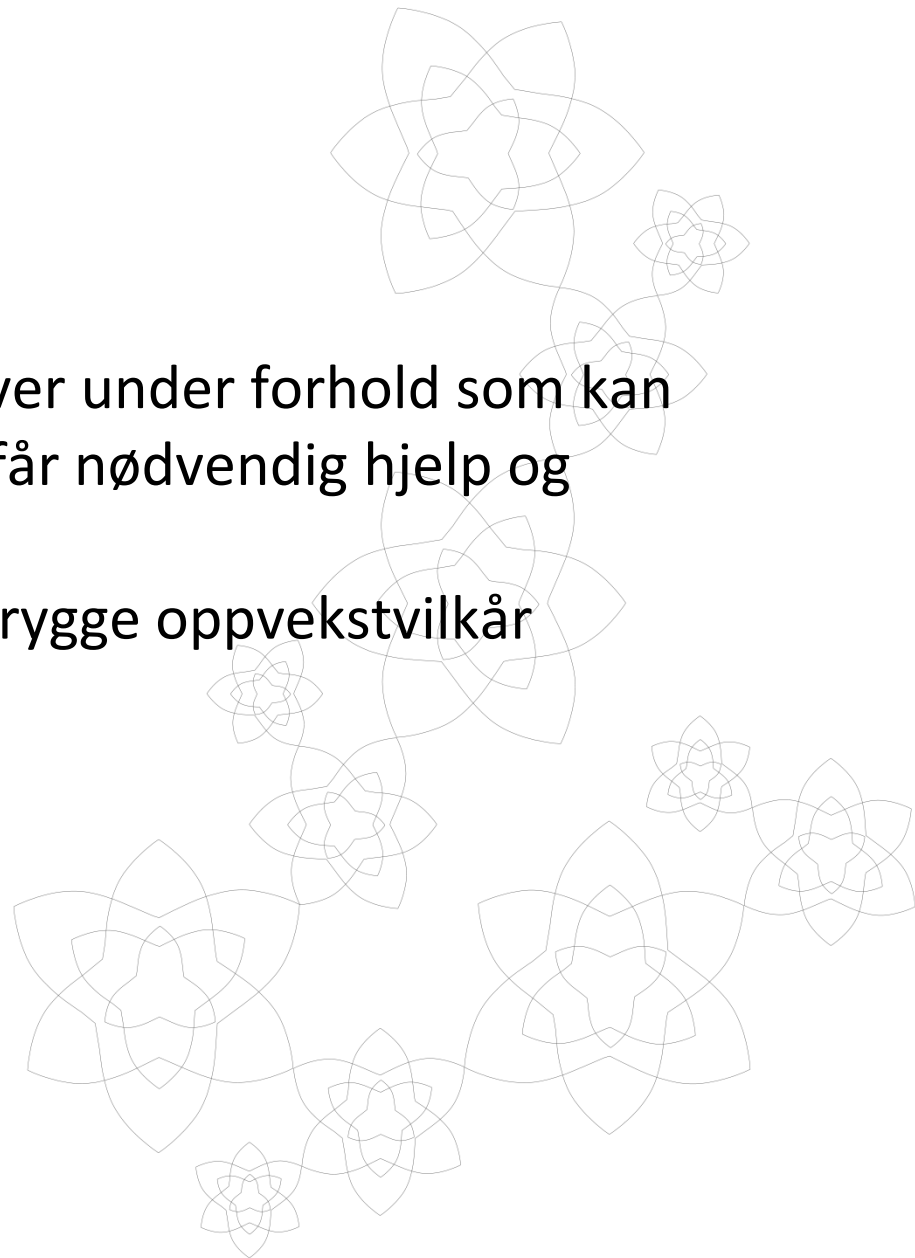 ver under forhold som kan
får nødvendig hjelp og
rygge oppvekstvilkår